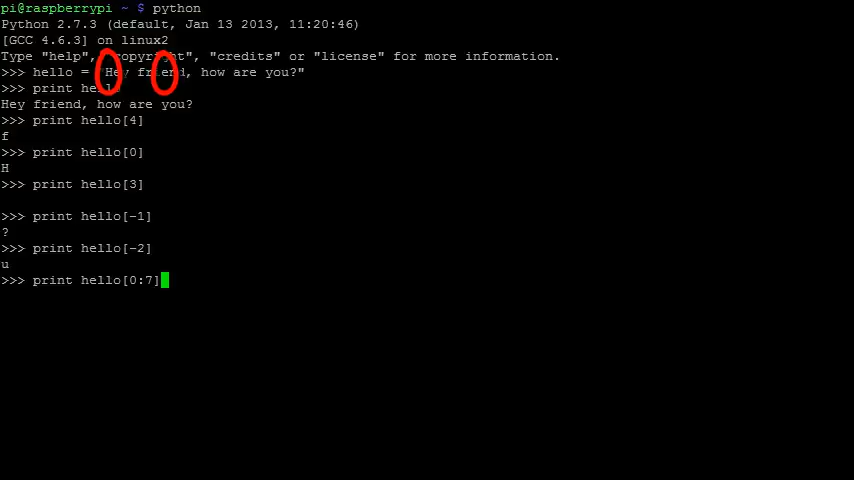 pi@raspberrypi ~ $ python
Python 2.7.3 (default, Jan 13 2013, 11:20:46)
[GCC 4.6.3] on linux2
Type "help", "copyright", "credits" or "license" for more information.
>>> hello = "Hey friend, how are you?"
>>> print hello
Hey friend, how are you?
>>> print hello[4]
f
>>> print hello[0]
H
>>> print hello[3]
>>> print hello[-1]
?
>>> print hello[-2]
u
>>> print hello[0:7]